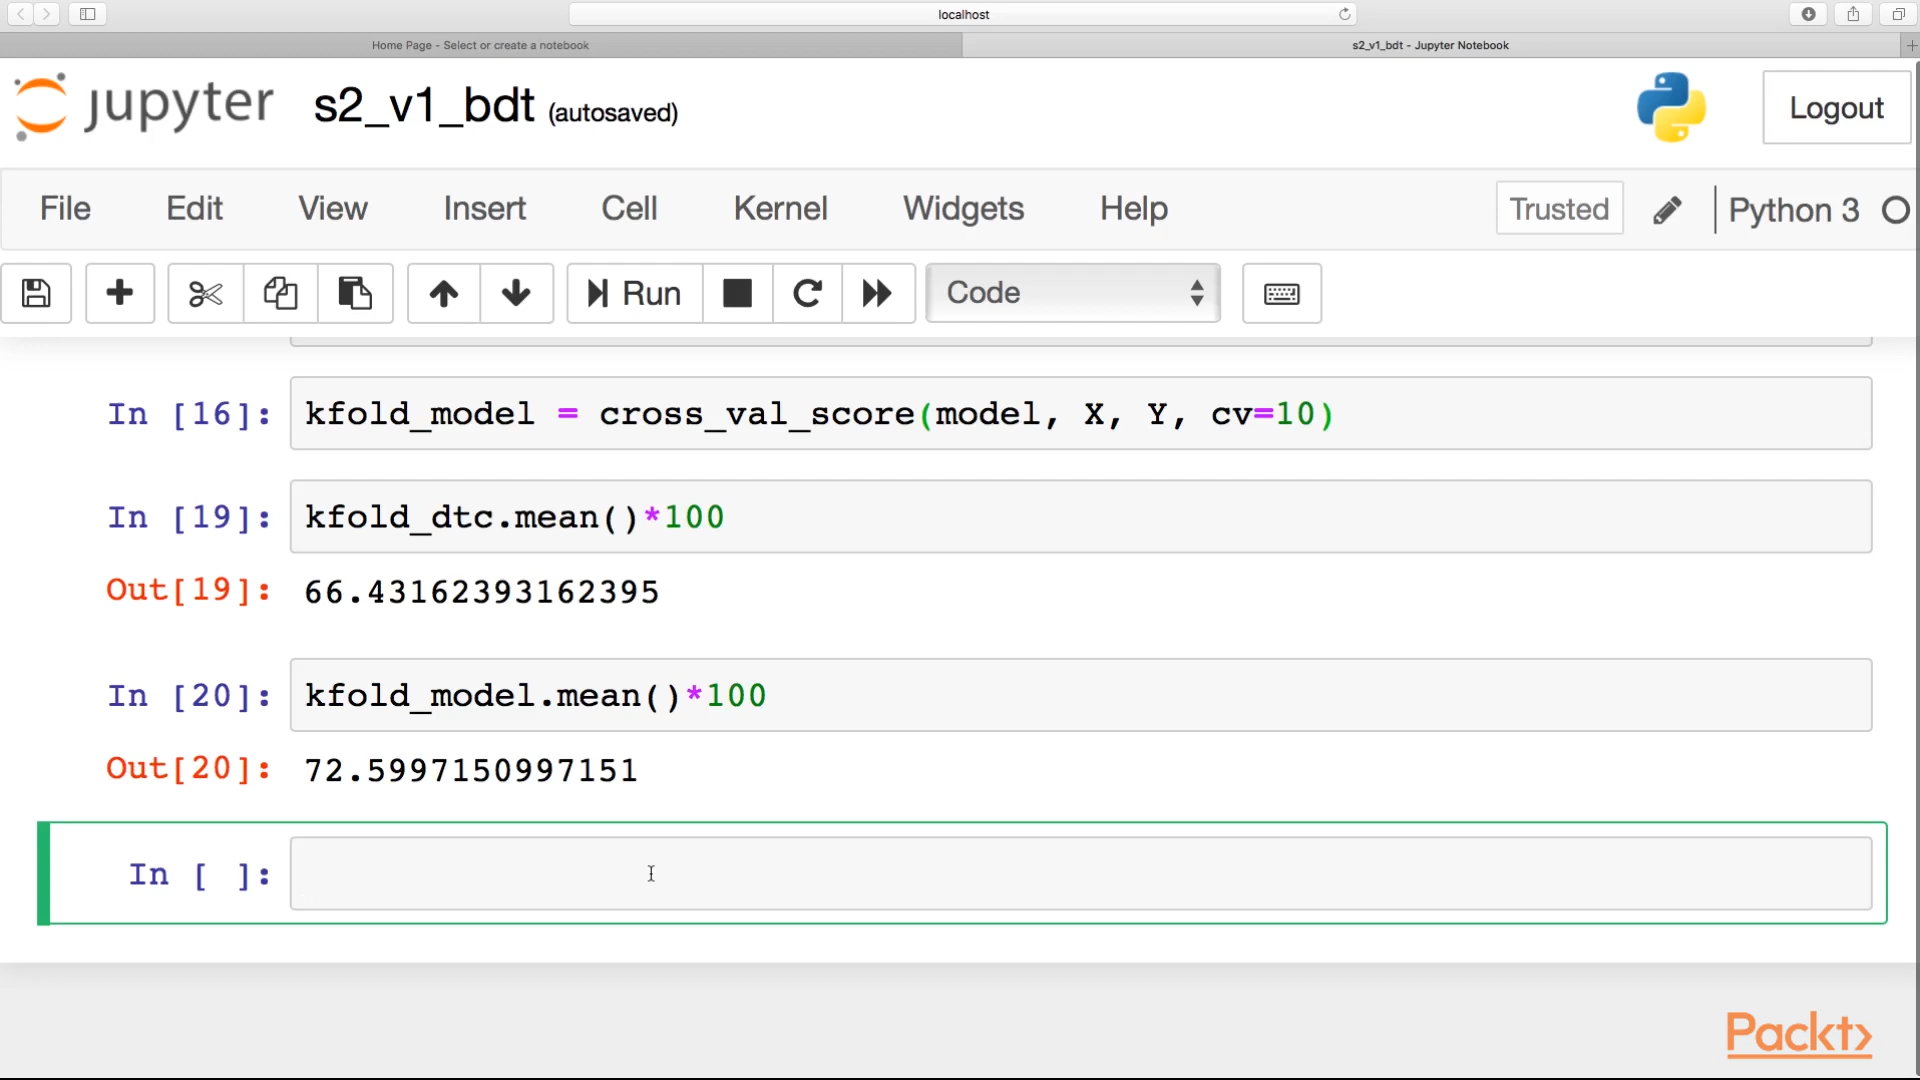 localhost
Home Page - Select or create a notebook
s2_v1_bdt - Jupyter Notebook
jupyter s2_v1_bdt (autosaved)
Logout
File Edit View Insert Cell Kernel Widgets Help Trusted Python 3
Run Code
In [16]: kfold_model = cross_val_score(model, X, Y, cv=10)
In [19]: kfold_dtc.mean()*100
Out[19]: 66.43162393162395
In [20]: kfold_model.mean()*100
Out[20]: 72.5997150997151
In [ ]:
Packt>